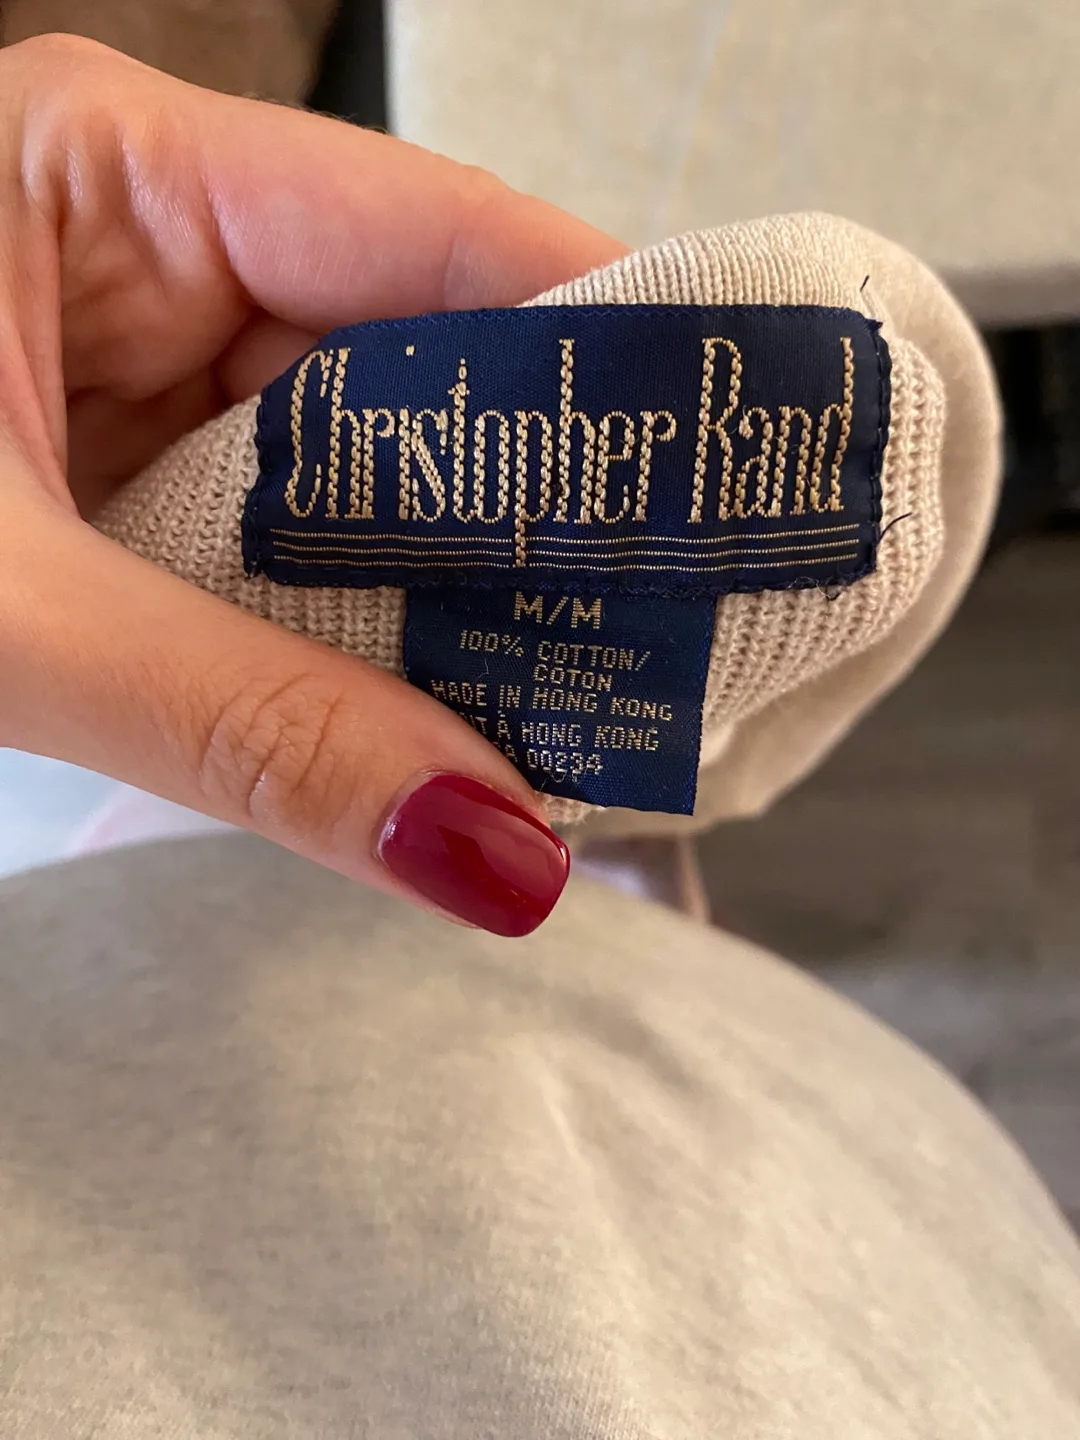 Christopher Rand
M/M
100% COTTON/
COTON
MADE IN HONG KONG
À HONG KONG
00234